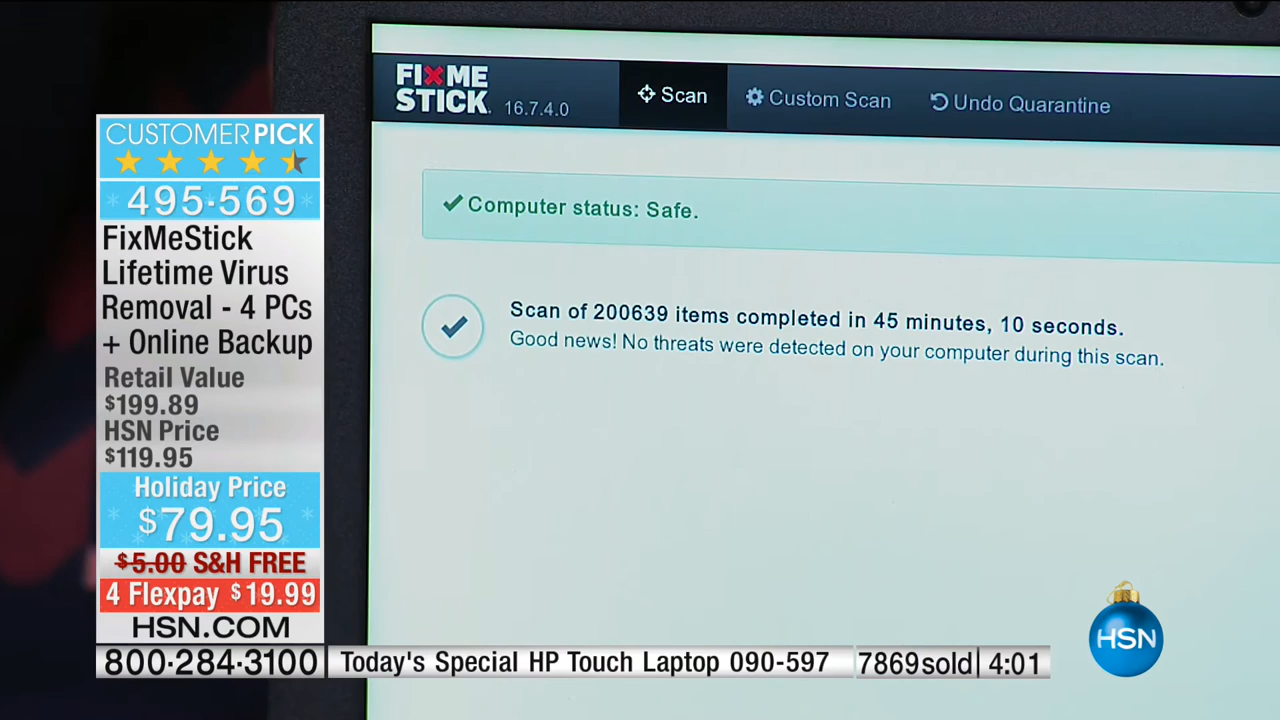 CUSTOMER PICK
495·569
FixMeStick
Lifetime Virus
Removal - 4 PCs
+ Online Backup
Retail Value
$199.89
HSN Price
$119.95
Holiday Price
$79.95
$5.00 S&H FREE
4 Flexpay $19.99
HSN.COM
800·284·3100
Today's Special HP Touch Laptop 090-597
7869sold
4:01
FIXME
STICK 16.7.4.0
Scan
Custom Scan
Undo Quarantine
Computer status: Safe.
Scan of 200639 items completed in 45 minutes, 10 seconds.
Good news! No threats were detected on your computer during this scan.
HSN